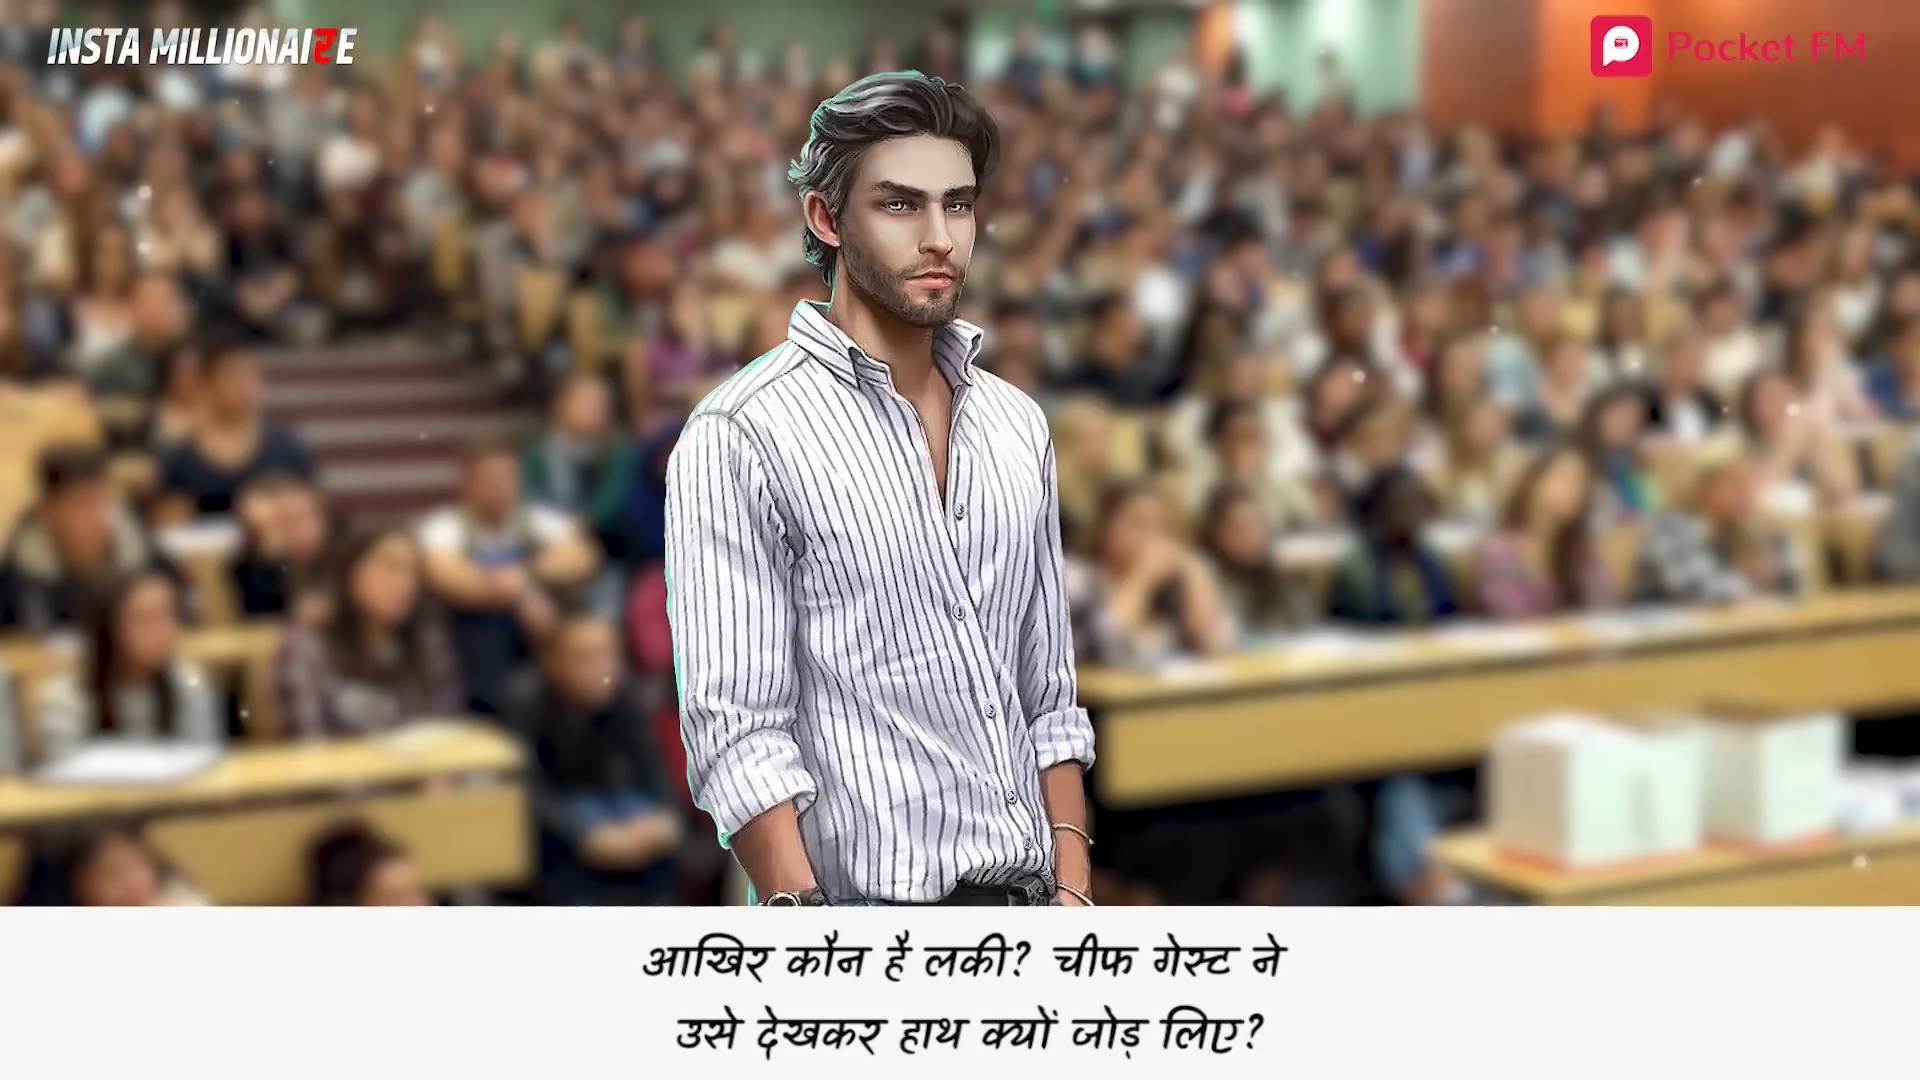 INSTA MILLIONAIRE
Pocket FM
आखिर कौन है लकी? चीफ गेस्ट ने
उसे देखकर हाथ क्यों जोड़ लिए?